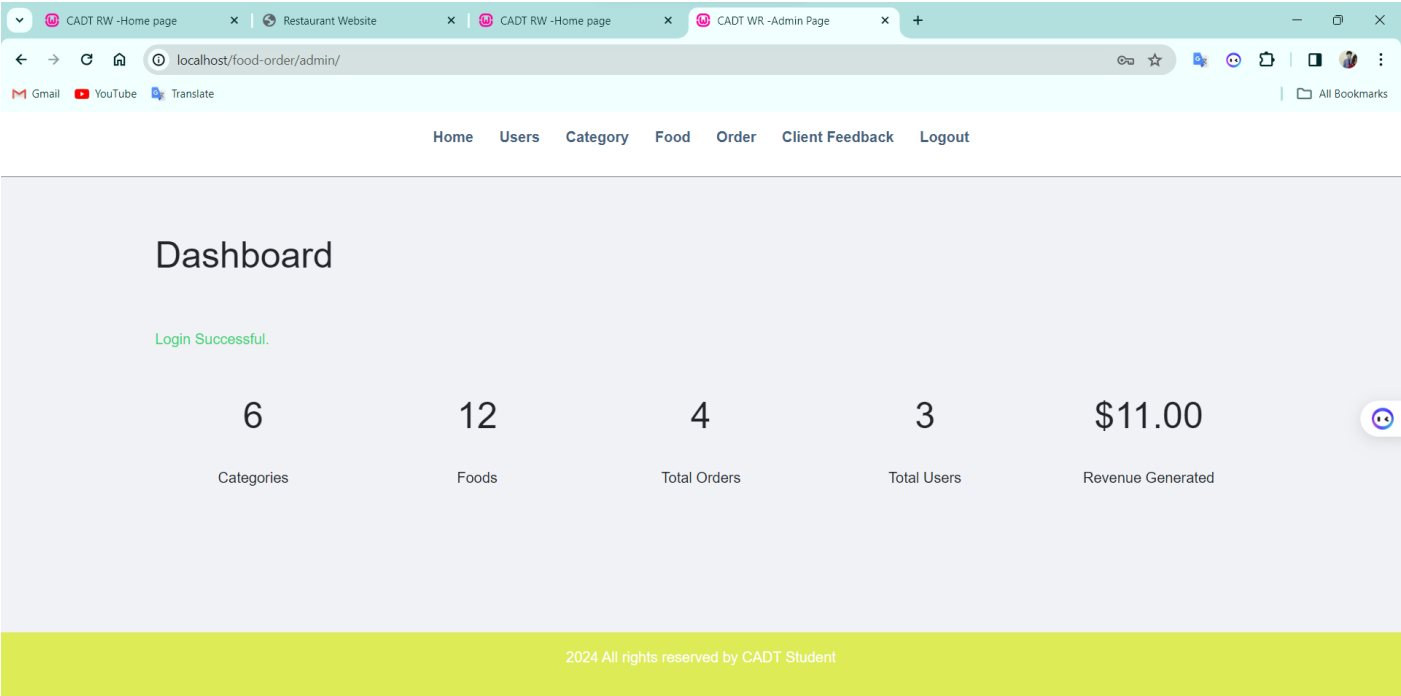 CADT RW -Home page
Restaurant Website
CADT RW -Home page
CADT WR -Admin Page
localhost/food-order/admin/
Gmail YouTube Translate All Bookmarks
Home Users Category Food Order Client Feedback Logout
Dashboard
Login Successful.
6 12 4 3 $11.00
Categories Foods Total Orders Total Users Revenue Generated
2024 All rights reserved by CADT Student